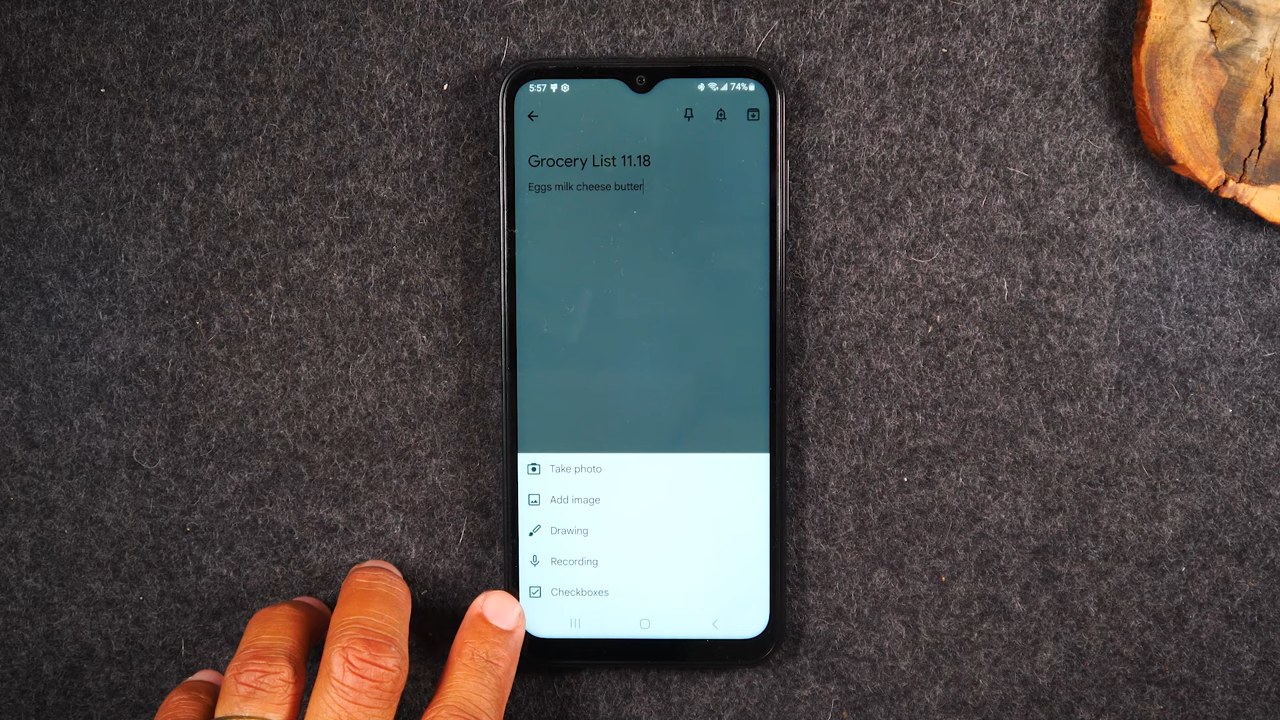 5:57 74%
Grocery List 11.18
Eggs milk cheese butter
Take photo
Add image
Drawing
Recording
Checkboxes